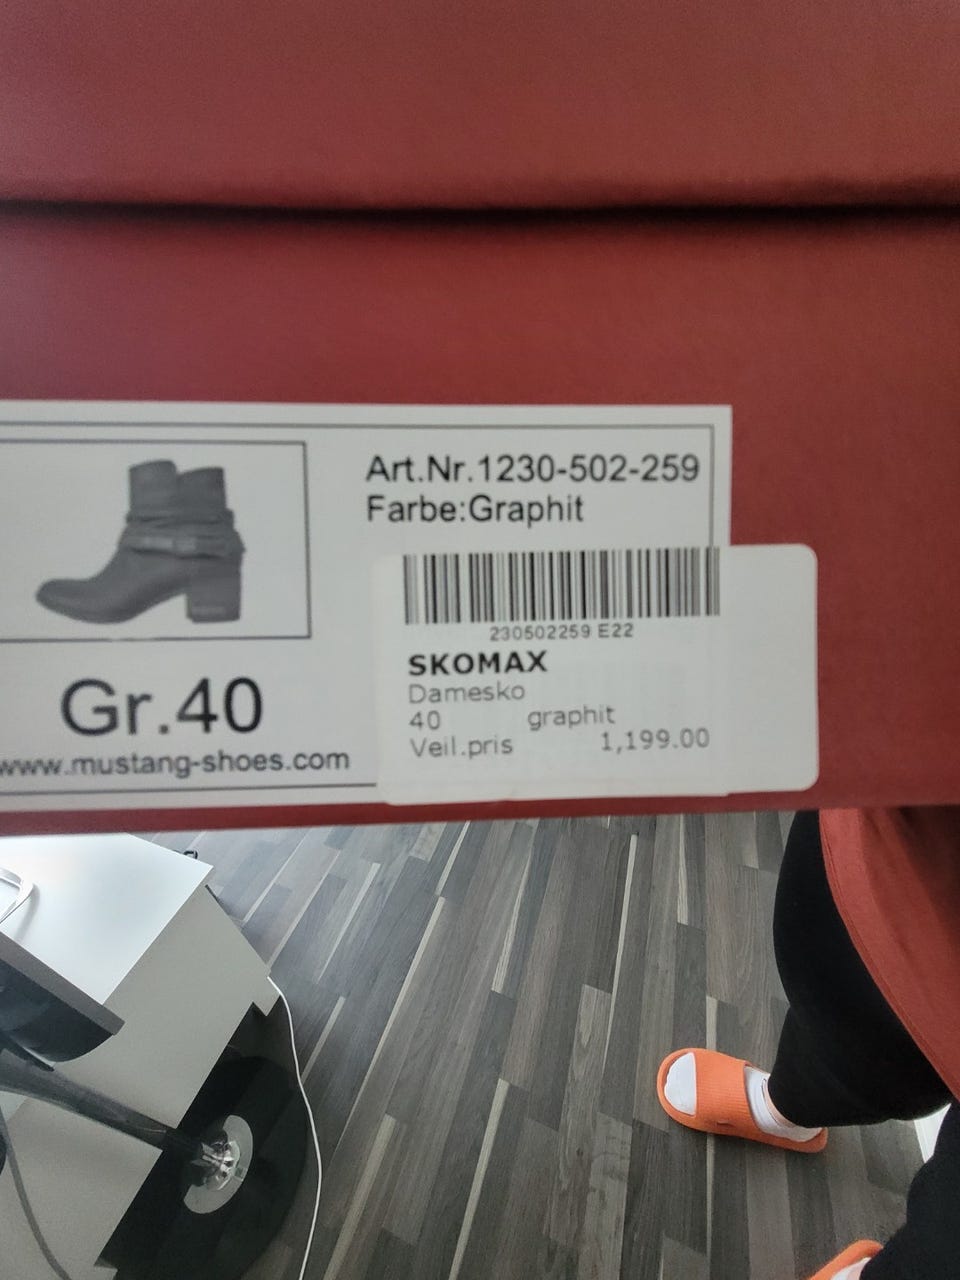 Art.Nr.1230-502-259
Farbe:Graphit
Gr.40
www.mustang-shoes.com
230502259 E22
SKOMAX
Damesko
40 graphit
Veil.pris 1,199.00